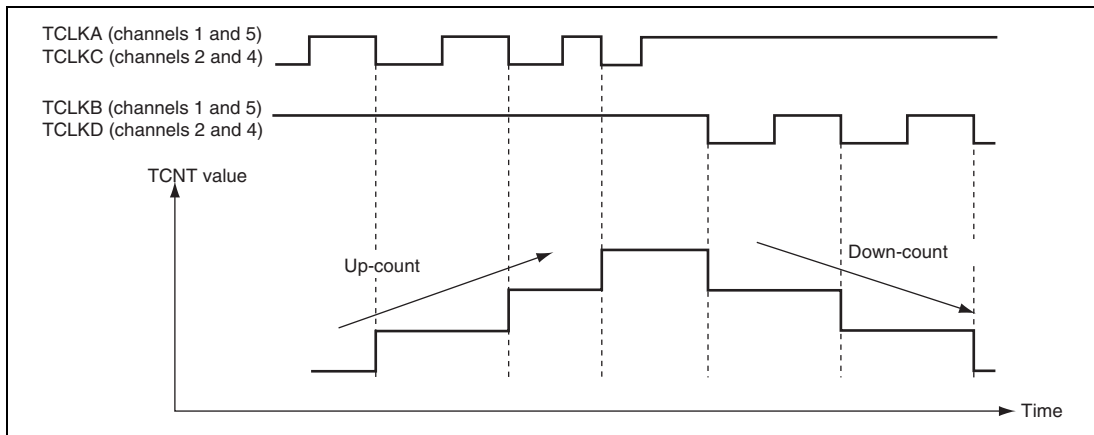 TCLKA (channels 1 and 5)
TCLKC (channels 2 and 4)
TCLKB (channels 1 and 5)
TCLKD (channels 2 and 4)
TCNT value
Up-count
Down-count
Time